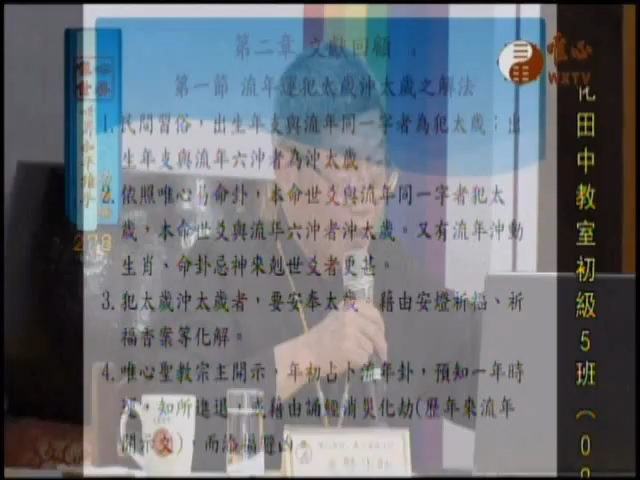 第二章 文獻回顧
第一節 流年運犯太歲沖太歲之解法
1.民間習俗，出生年支與流年同一字者為犯太歲；出
生年支與流年六沖者為沖太歲。
2.依照唯心易命卦，本命世爻與流年同一字者犯太
歲，本命世爻與流年六沖者沖太歲。又有流年沖動
生肖、命卦忌神來剋世爻者更甚。
3.犯太歲沖太歲者，要安奉太歲。藉由安燈祈福、祈
福香案等化解。
4.唯心聖教宗主開示，年初占卜流年卦，預知一年時
運，知所進退，或藉由誦經消災化劫(歷年來流年
開示文)，而
唯心
WXTV
田中教室初級5班